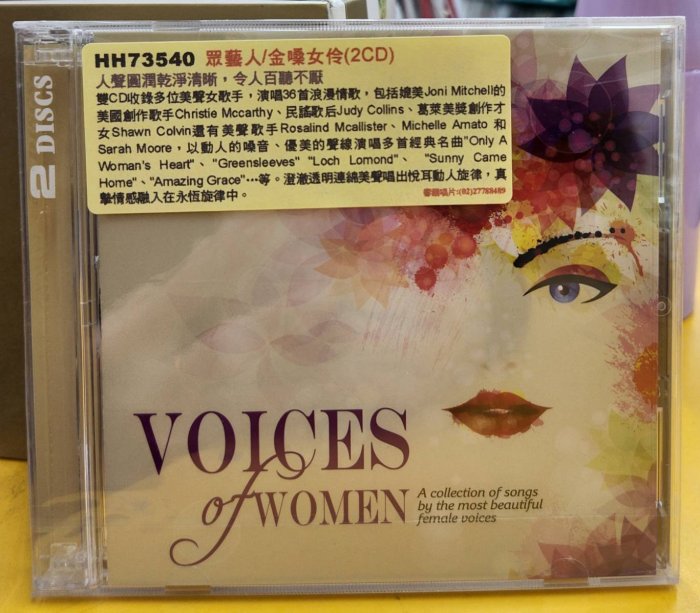 HH73540 眾藝人/金嗓女伶(2CD)
人聲圓潤乾淨清晰，令人百聽不厭
雙CD收錄多位美聲女歌手，演唱36首浪漫情歌，包括媲美Joni Mitchell的
美國創作歌手Christie Mccarthy、民謠歌后Judy Collins、葛萊美獎創作才
女Shawn Colvin還有美聲歌手Rosalind Mcallister、Michelle Amato 和
Sarah Moore，以動人的嗓音、優美的聲線演唱多首經典名曲"Only A
Woman's Heart"、 "Greensleeves" "Loch Lomond"、 "Sunny Came
Home"、"Amazing Grace"…等。澄澈透明連綿美聲唱出悅耳動人旋律，真
摯情感融入在永恆旋律中。
唱片:(02)27788489
2 DISCS
VOICES
of WOMEN
A collection of songs
by the most beautiful
female voices